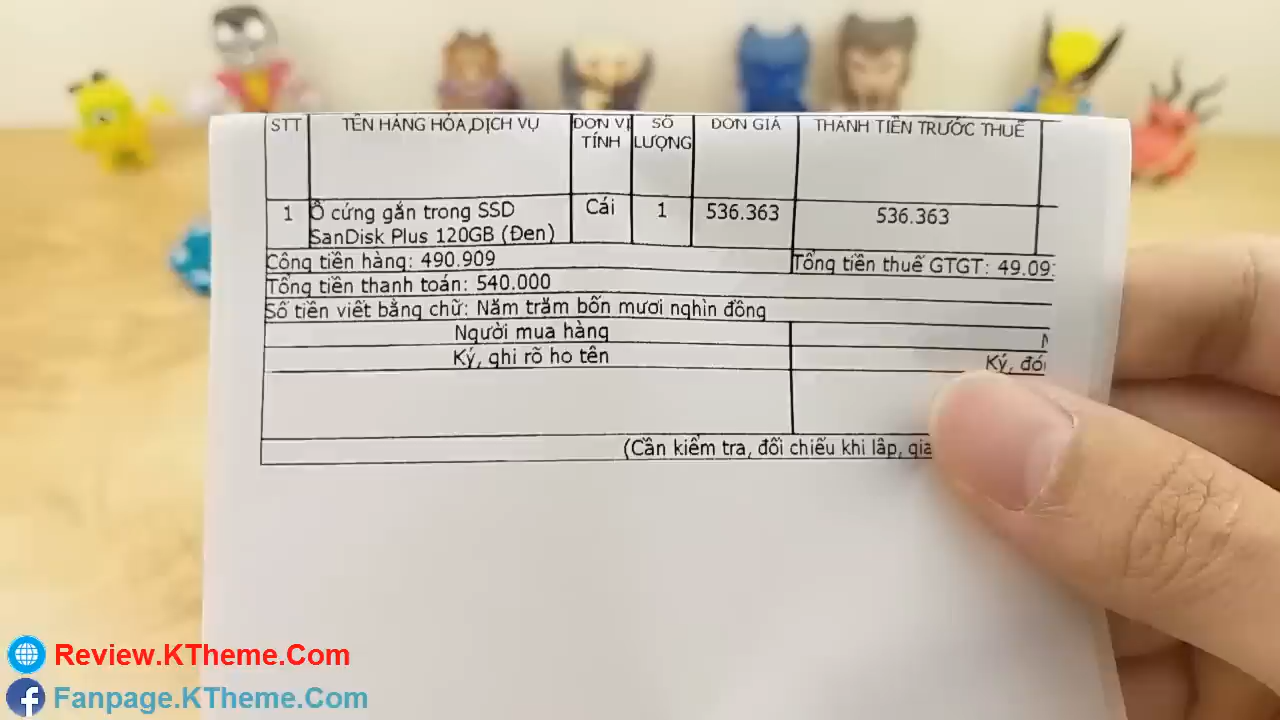 STT TÊN HÀNG HÓA,DỊCH VỤ ĐƠN VỊ TÍNH SỐ LƯỢNG ĐƠN GIÁ THÀNH TIỀN TRƯỚC THUẾ
1 Ổ cứng gắn trong SSD SanDisk Plus 120GB (Đen) Cái 1 536.363 536.363
Cộng tiền hàng: 490.909 Tổng tiền thuế GTGT: 49.09
Tổng tiền thanh toán: 540.000
Số tiền viết bằng chữ: Năm trăm bốn mươi nghìn đồng
Người mua hàng
Ký, ghi rõ họ tên Ký, đó
(Cần kiểm tra, đối chiếu khi lập, gia
Review.KTheme.Com
Fanpage.KTheme.Com